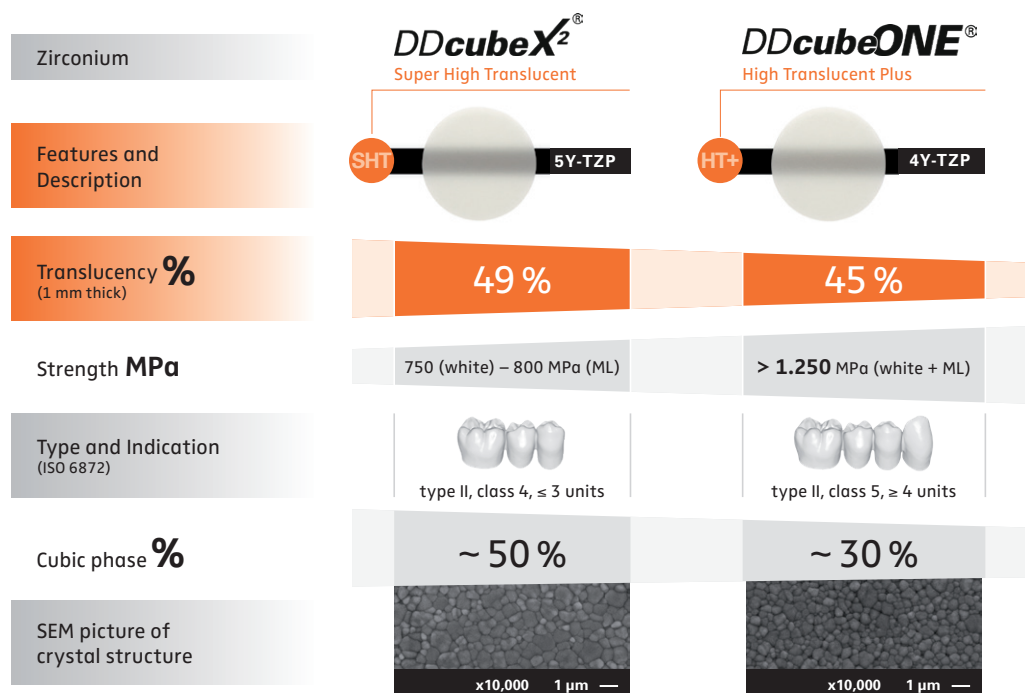 Zirconium
DDcubeX²®
Super High Translucent
DDcubeONE®
High Translucent Plus
Features and
Description
SHT
5Y-TZP
HT+
4Y-TZP
Translucency %
(1 mm thick)
49 %
45 %
Strength MPa
750 (white) – 800 MPa (ML)
> 1.250 MPa (white + ML)
Type and Indication
(ISO 6872)
type II, class 4, ≤ 3 units
type II, class 5, ≥ 4 units
Cubic phase %
~ 50 %
~ 30 %
SEM picture of
crystal structure
x10,000 1 µm
x10,000 1 µm